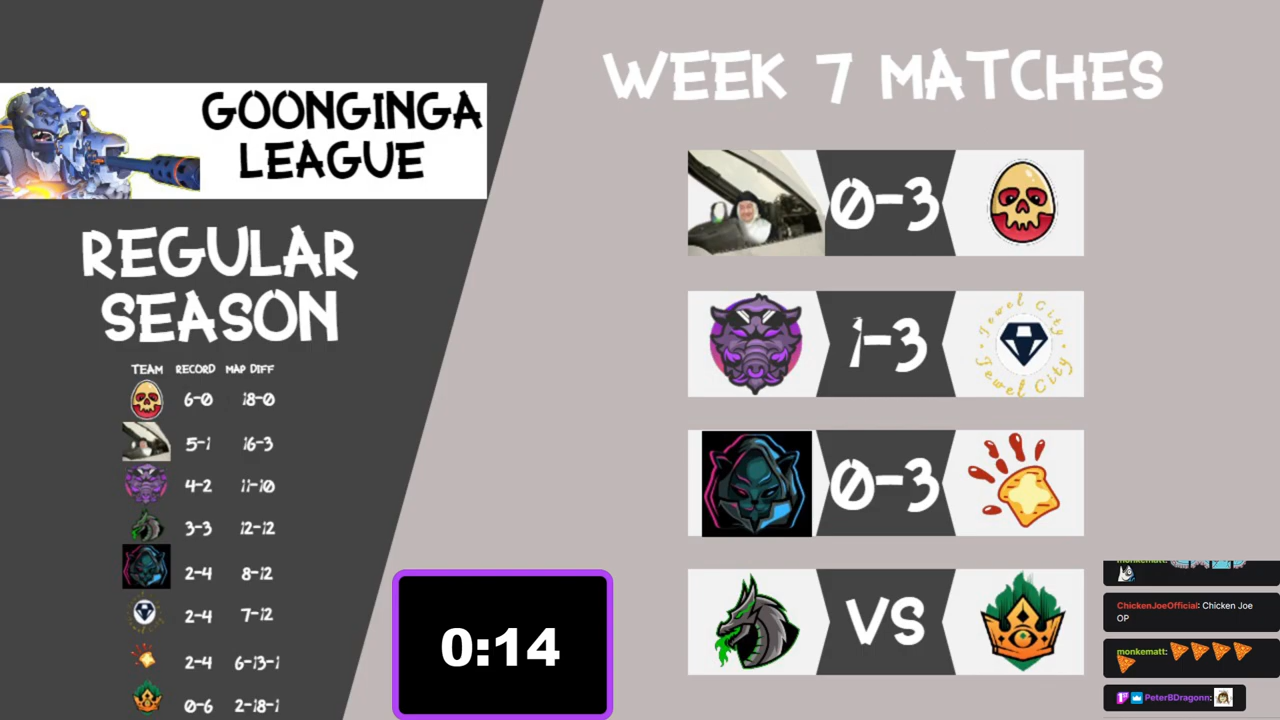 GOONGINGA
LEAGUE
REGULAR
SEASON
TEAM RECORD MAP DIFF
6-0 18-0
5-1 16-3
4-2 11-10
3-3 12-12
2-4 8-12
2-4 7-12
2-4 6-13-1
0-6 2-18-1
WEEK 7 MATCHES
0-3
1-3
Jewel City
Jewel City
0-3
VS
0:14
monkematt:
ChickenJoeOfficial: Chicken Joe
OP
monkematt:
PeterBDragonn: